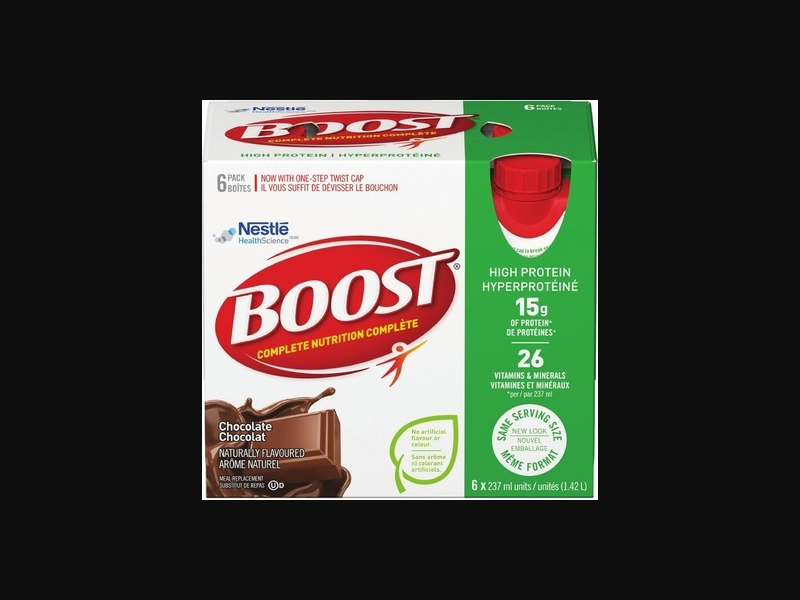 Nestlé
HealthScience
6 PACK
BOÎTES
BOOST
COMPLETE NUTRITION COMPLÈTE
HIGH PROTEIN | HYPERPROTÉINÉ
6 PACK
BOÎTES
NOW WITH ONE-STEP TWIST CAP
IL VOUS SUFFIT DE DÉVISSER LE BOUCHON
Nestlé
HealthScience
BOOST®
COMPLETE NUTRITION COMPLÈTE
HIGH PROTEIN
HYPERPROTÉINÉ
15g
OF PROTEIN*
DE PROTÉINES*
26
VITAMINS & MINERALS
VITAMINES ET MINÉRAUX
*per / par 237 ml
SAME SERVING SIZE
NEW LOOK
NOUVEL
EMBALLAGE
MÊME FORMAT
6 x 237 ml units / unités (1.42 L)
Chocolate
Chocolat
NATURALLY FLAVOURED
ARÔME NATUREL
MEAL REPLACEMENT
SUBSTITUT DE REPAS
U D
No artificial
flavour or
colour.
Sans arôme
ni colorant
artificiels.